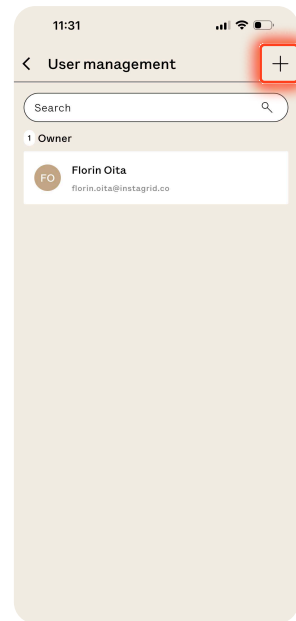 11:31
User management
Search
1 Owner
FO
Florin Oita
florin.oita@instagrid.co